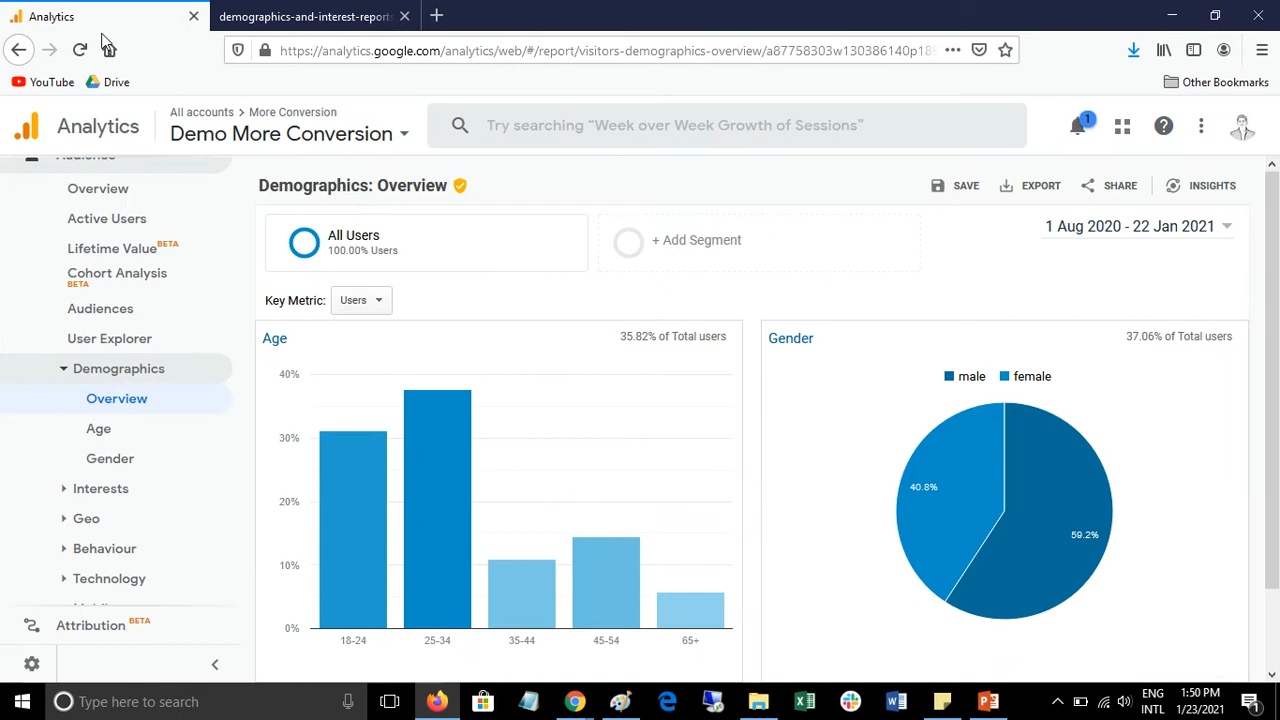 Analytics
demographics-and-interest-reports
https://analytics.google.com/analytics/web/#/report/visitors-demographics-overview/a87758303w130386140p18
YouTube
Drive
Other Bookmarks
Analytics
All accounts > More Conversion
Demo More Conversion
Try searching “Week over Week Growth of Sessions”
1
Overview
Active Users
Lifetime Value BETA
Cohort Analysis
BETA
Audiences
User Explorer
Demographics
Overview
Age
Gender
Interests
Geo
Behaviour
Technology
Attribution BETA
Demographics: Overview
SAVE
EXPORT
SHARE
INSIGHTS
All Users
100.00% Users
+ Add Segment
1 Aug 2020 - 22 Jan 2021
Key Metric:
Users
Age
35.82% of Total users
40%
30%
20%
10%
0%
18-24
25-34
35-44
45-54
65+
Gender
37.06% of Total users
male
female
40.8%
59.2%
Type here to search
ENG
INTL
1:50 PM
1/23/2021
1